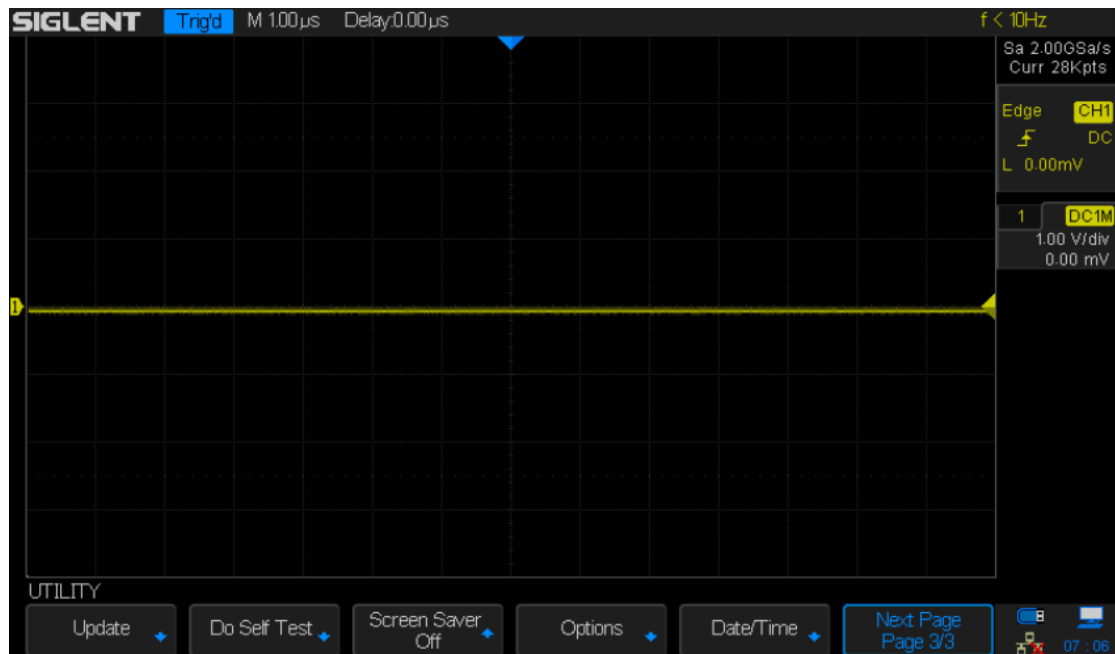 SIGLENT Trig'd M 1.00µs Delay:0.00µs f < 10Hz
Sa 2.00GSa/s
Curr 28Kpts
Edge CH1
DC
L 0.00mV
1 DC1M
1.00 V/div
0.00 mV
1
UTILITY
Update
Do Self Test
Screen Saver
Off
Options
Date/Time
Next Page
Page 3/3
07:06